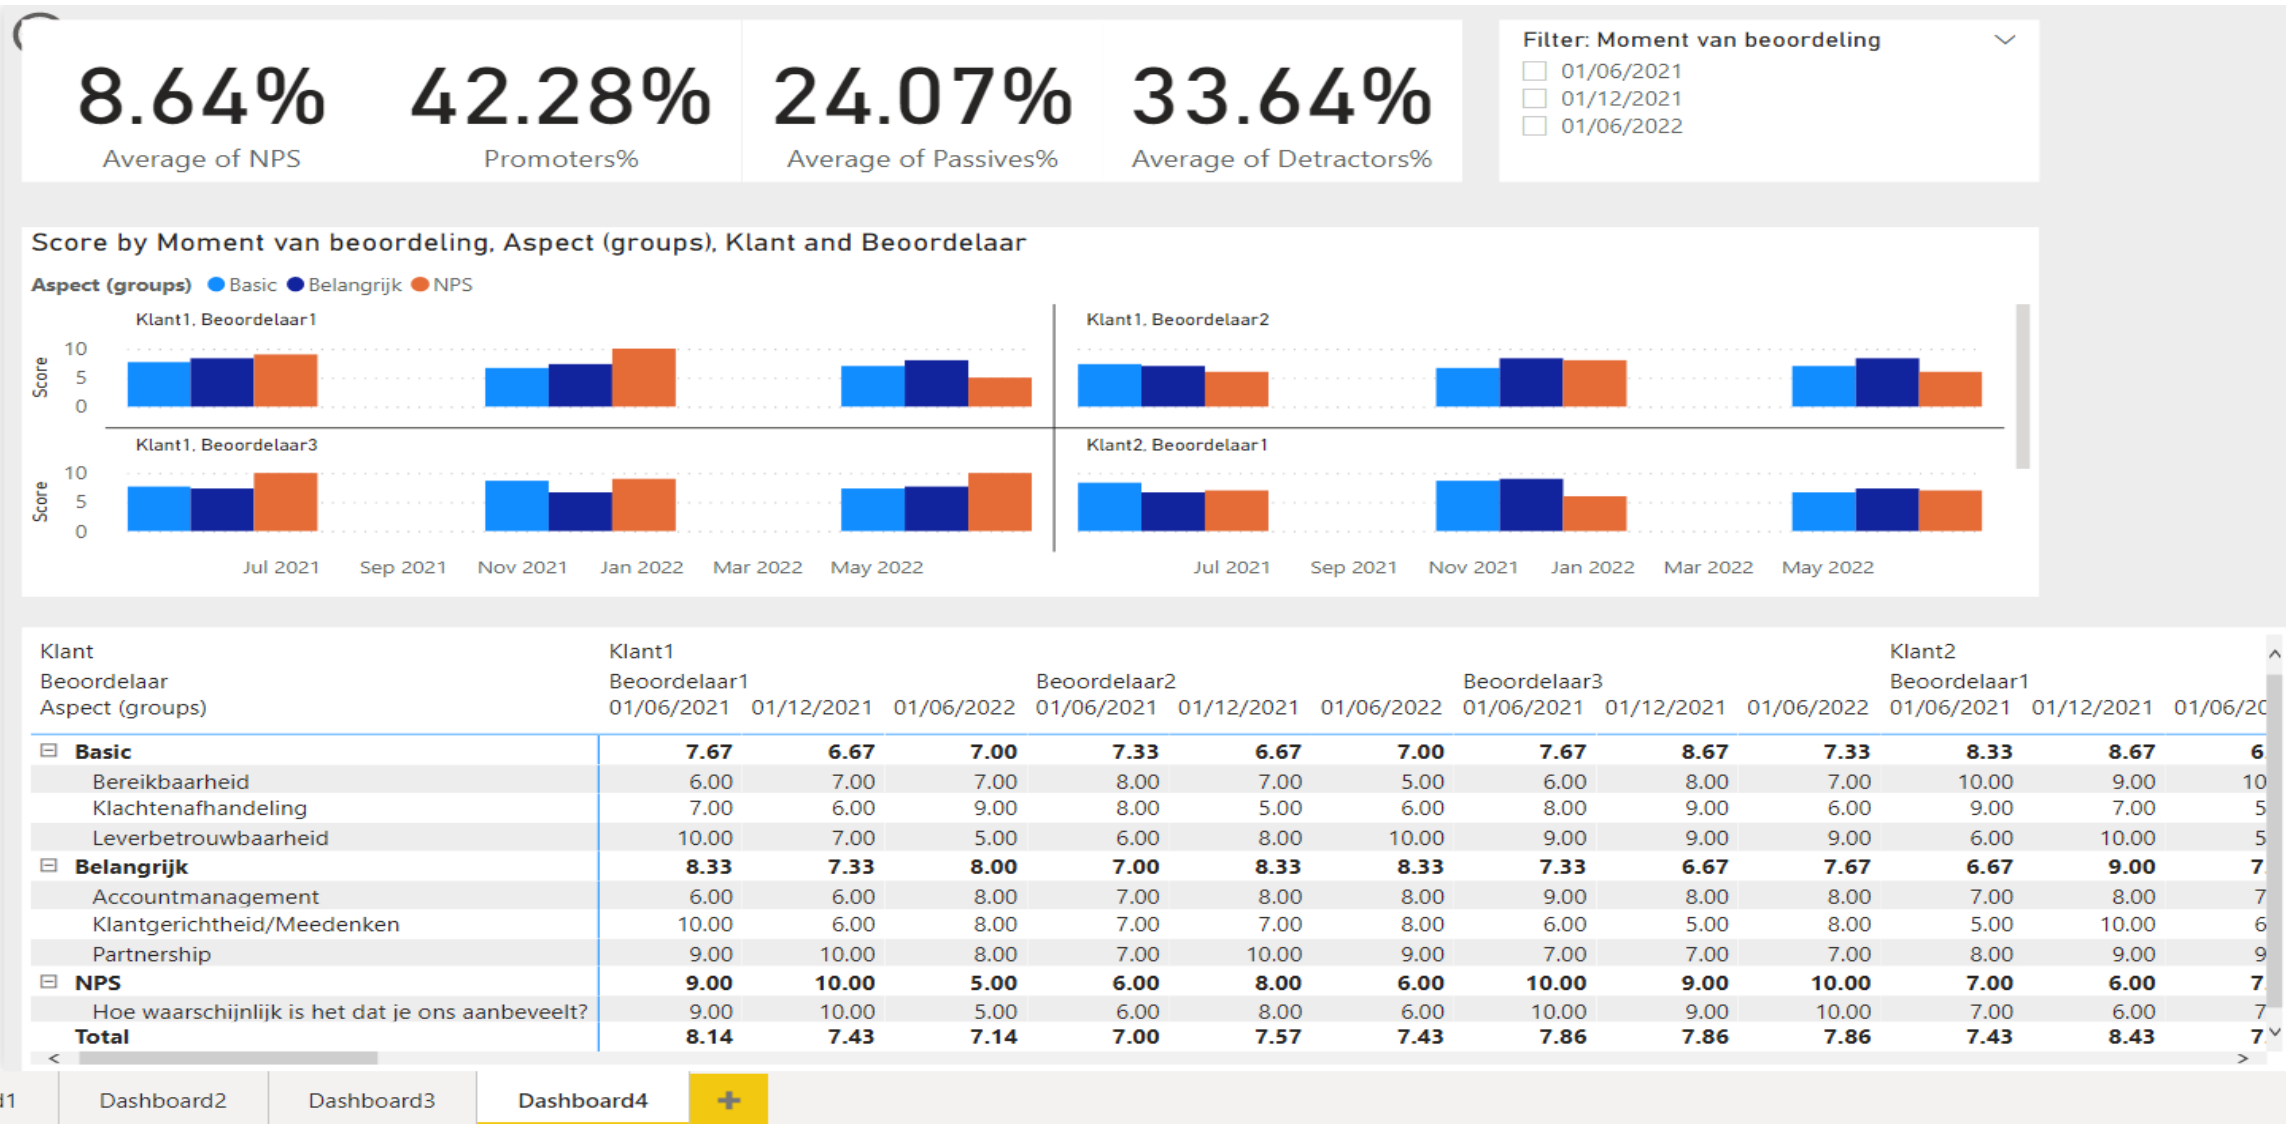 8.64% 42.28% 24.07% 33.64%
Average of NPS Promoters% Average of Passives% Average of Detractors%
Filter: Moment van beoordeling
01/06/2021
01/12/2021
01/06/2022
Score by Moment van beoordeling, Aspect (groups), Klant and Beoordelaar
Aspect (groups) Basic Belangrijk NPS
Klant1, Beoordelaar1 Klant1, Beoordelaar2
10
Score
5
0
Klant1, Beoordelaar3 Klant2, Beoordelaar1
10
Score
5
0
Jul 2021 Sep 2021 Nov 2021 Jan 2022 Mar 2022 May 2022 Jul 2021 Sep 2021 Nov 2021 Jan 2022 Mar 2022 May 2022
Klant Klant1 Klant2
Beoordelaar Beoordelaar1 Beoordelaar2 Beoordelaar3 Beoordelaar1
Aspect (groups) 01/06/2021 01/12/2021 01/06/2022 01/06/2021 01/12/2021 01/06/2022 01/06/2021 01/12/2021 01/06/2022 01/06/2021 01/12/2021 01/06/20
Basic 7.67 6.67 7.00 7.33 6.67 7.00 7.67 8.67 7.33 8.33 8.67 6.
Bereikbaarheid 6.00 7.00 7.00 8.00 7.00 5.00 6.00 8.00 7.00 10.00 9.00 10
Klachtenafhandeling 7.00 6.00 9.00 8.00 5.00 6.00 8.00 9.00 6.00 9.00 7.00 5
Leverbetrouwbaarheid 10.00 7.00 5.00 6.00 8.00 10.00 9.00 9.00 9.00 6.00 10.00 5
Belangrijk 8.33 7.33 8.00 7.00 8.33 8.33 7.33 6.67 7.67 6.67 9.00 7.
Accountmanagement 6.00 6.00 8.00 7.00 8.00 8.00 9.00 8.00 8.00 7.00 8.00 7
Klantgerichtheid/Meedenken 10.00 6.00 8.00 7.00 7.00 8.00 6.00 5.00 8.00 5.00 10.00 6
Partnership 9.00 10.00 8.00 7.00 10.00 9.00 7.00 7.00 7.00 8.00 9.00 9
NPS 9.00 10.00 5.00 6.00 8.00 6.00 10.00 9.00 10.00 7.00 6.00 7.
Hoe waarschijnlijk is het dat je ons aanbeveelt? 9.00 10.00 5.00 6.00 8.00 6.00 10.00 9.00 10.00 7.00 6.00 7
Total 8.14 7.43 7.14 7.00 7.57 7.43 7.86 7.86 7.86 7.43 8.43 7.
d1 Dashboard2 Dashboard3 Dashboard4